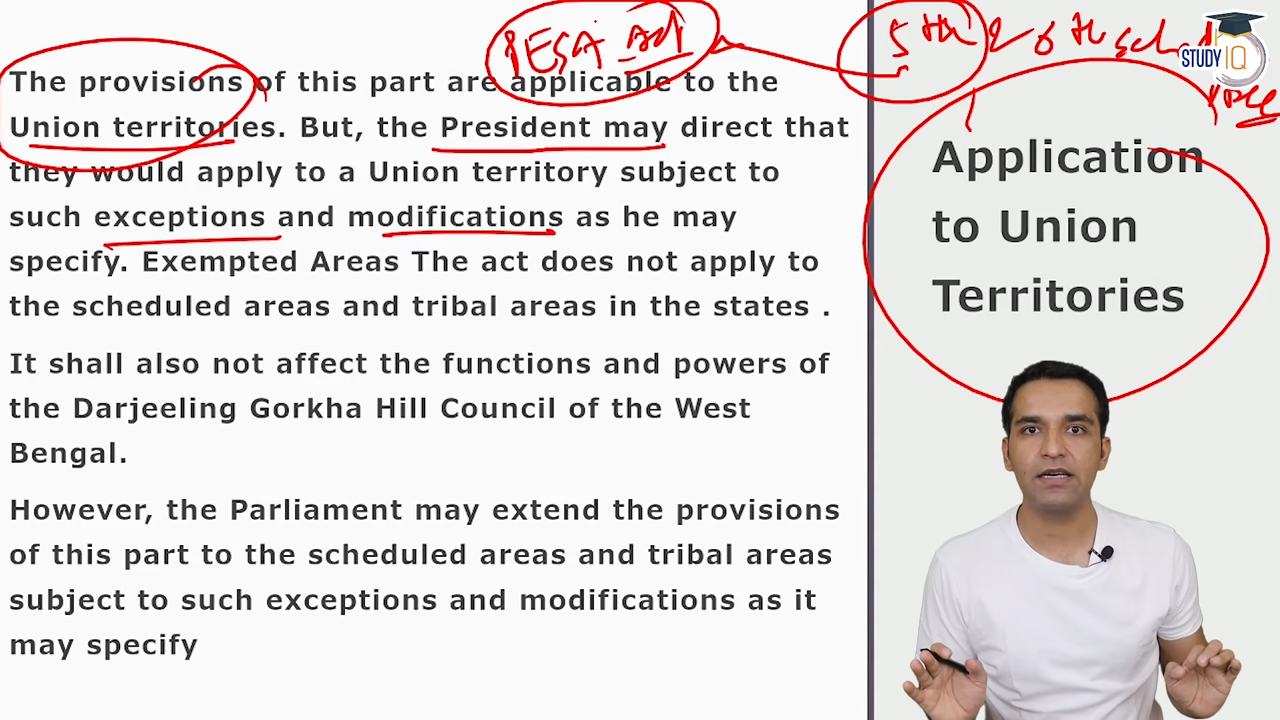 PESA Act
5th & 6th
STUDY IQ
The provisions of this part are applicable to the
Union territories. But, the President may direct that
they would apply to a Union territory subject to
such exceptions and modifications as he may
specify. Exempted Areas The act does not apply to
the scheduled areas and tribal areas in the states .
It shall also not affect the functions and powers of
the Darjeeling Gorkha Hill Council of the West
Bengal.
However, the Parliament may extend the provisions
of this part to the scheduled areas and tribal areas
subject to such exceptions and modifications as it
may specify
Application
to Union
Territories